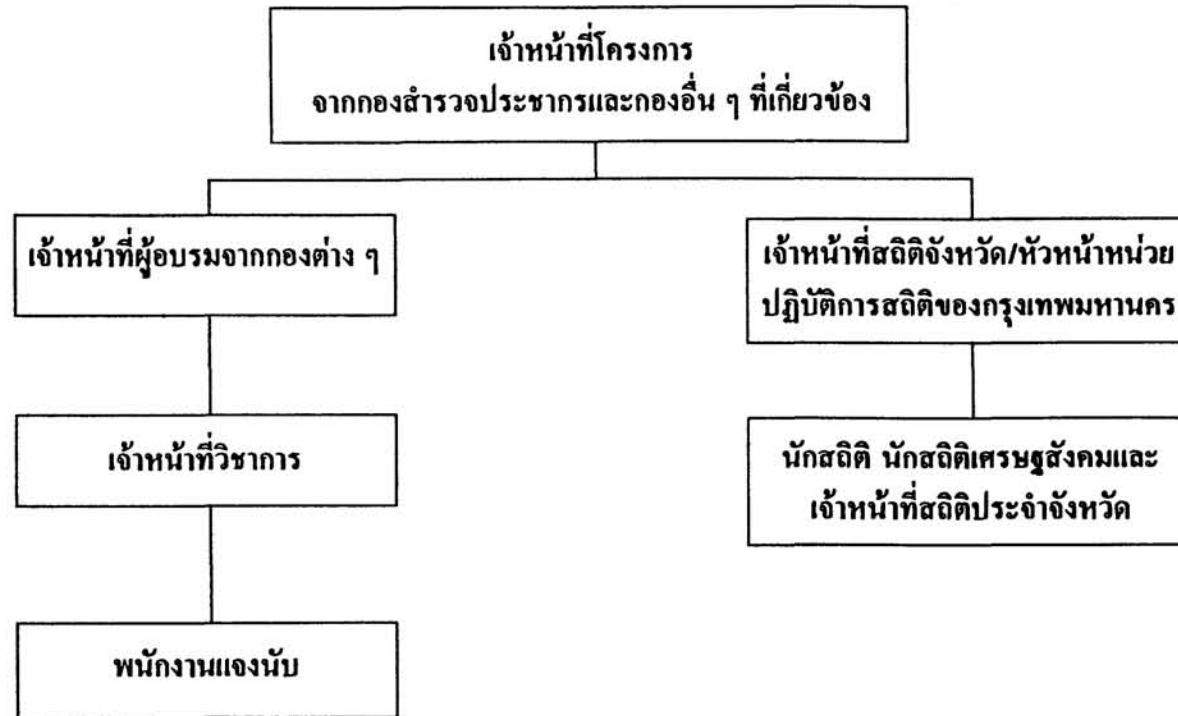 เจ้าหน้าที่โครงการ
จากกองสำรวจประชากรและกองอื่น ๆ ที่เกี่ยวข้อง
เจ้าหน้าที่ผู้อบรมจากกองต่าง ๆ
เจ้าหน้าที่สถิติจังหวัด/หัวหน้าหน่วย
ปฏิบัติการสถิติของกรุงเทพมหานคร
เจ้าหน้าที่วิชาการ
นักสถิติ นักสถิติเศรษฐสังคมและ
เจ้าหน้าที่สถิติประจำจังหวัด
พนักงานแจงนับ